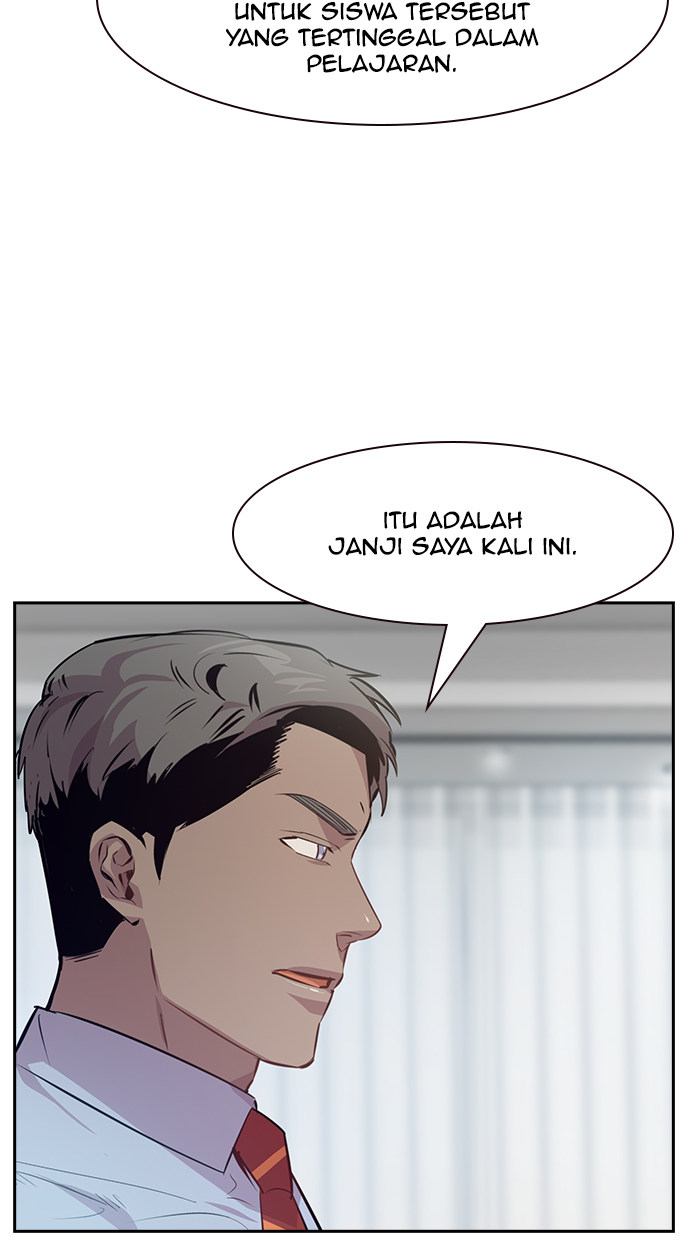 UNTUK SISWA TERSEBUT
YANG TERTINGGAL DALAM
PELAJARAN.
ITU ADALAH
JANJI SAYA KALI INI.